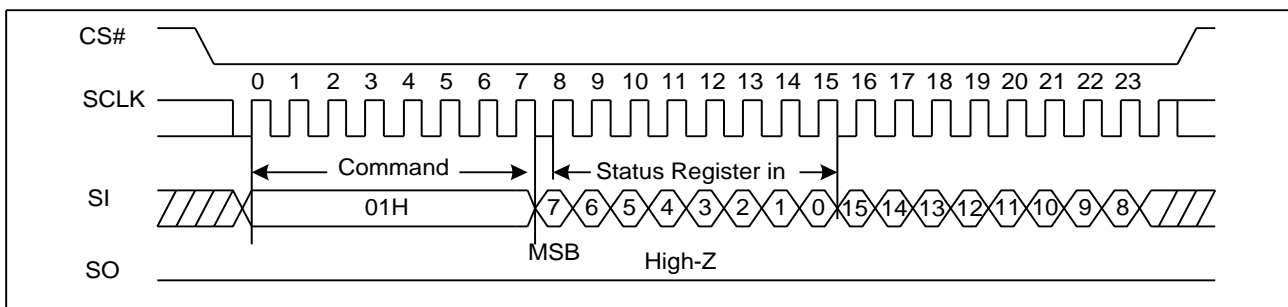 CS#
0 1 2 3 4 5 6 7 8 9 10 11 12 13 14 15 16 17 18 19 20 21 22 23
SCLK
Command Status Register in
SI 01H 7 6 5 4 3 2 1 0 15 14 13 12 11 10 9 8
MSB High-Z
SO